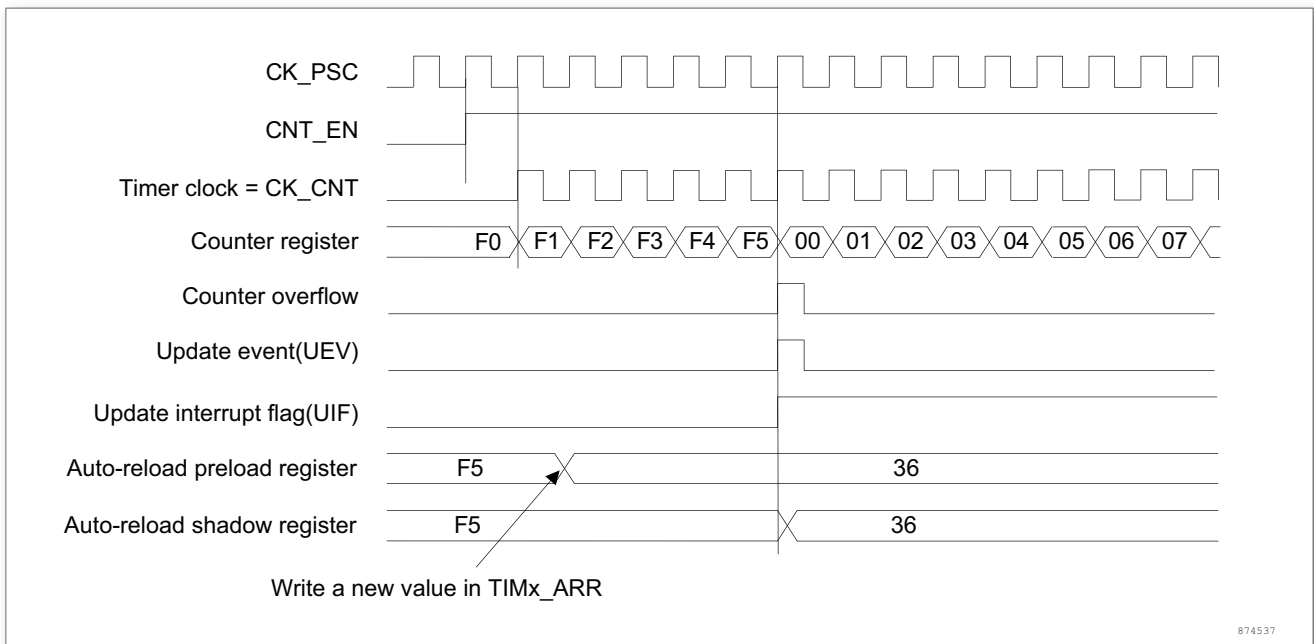 CK_PSC
CNT_EN
Timer clock = CK_CNT
Counter register F0 F1 F2 F3 F4 F5 00 01 02 03 04 05 06 07
Counter overflow
Update event(UEV)
Update interrupt flag(UIF)
Auto-reload preload register F5 36
Auto-reload shadow register F5 36
Write a new value in TIMx_ARR
874537